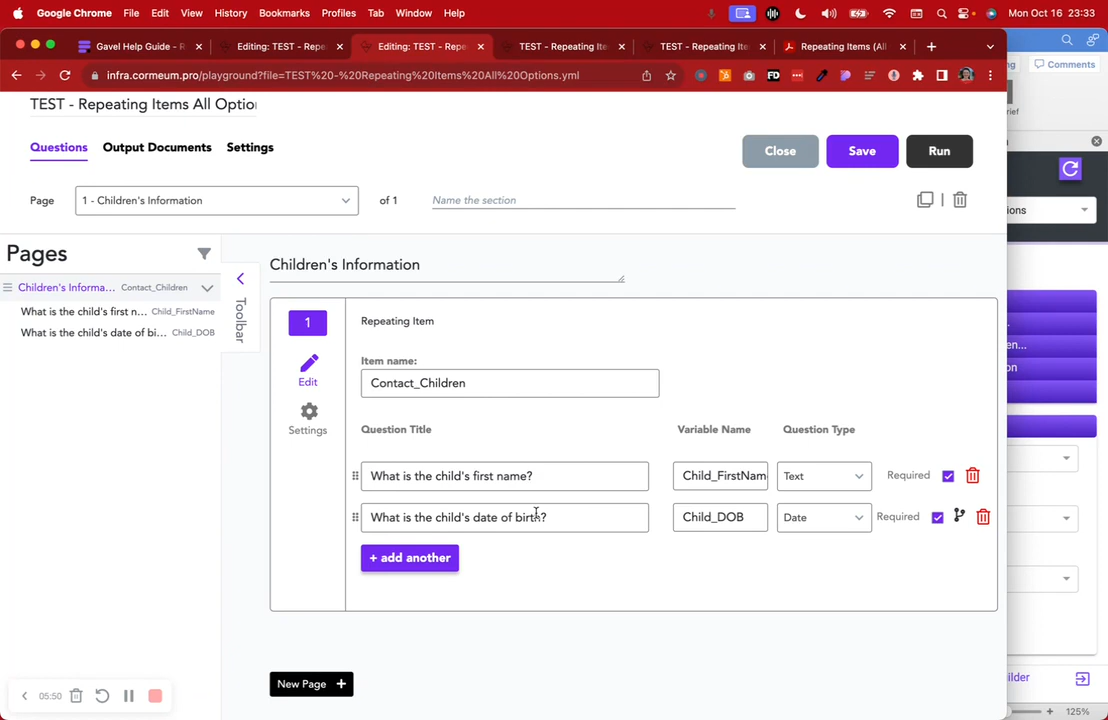 Google Chrome File Edit View History Bookmarks Profiles Tab Window Help Mon Oct 16 23:33
Gavel Help Guide - R Editing: TEST - Repe Editing: TEST - Repe TEST - Repeating Ite TEST - Repeating Ite Repeating Items (All
infra.cormeum.pro/playground?file=TEST%20-%20Repeating%20Items%20All%20Options.yml
Comments
TEST - Repeating Items All Optio
Questions Output Documents Settings
Close Save Run
Page 1 - Children's Information of 1 Name the section
Pages
Children's Informa... Contact_Children
What is the child's first n... Child_FirstName
What is the child's date of bi... Child_DOB
Toolbar
Children's Information
1
Edit
Settings
Repeating Item
Item name:
Contact_Children
Question Title Variable Name Question Type
What is the child's first name? Child_FirstNam Text Required
What is the child's date of birth? Child_DOB Date Required
+ add another
New Page +
05:50
ions
en...
on
ilder
125%